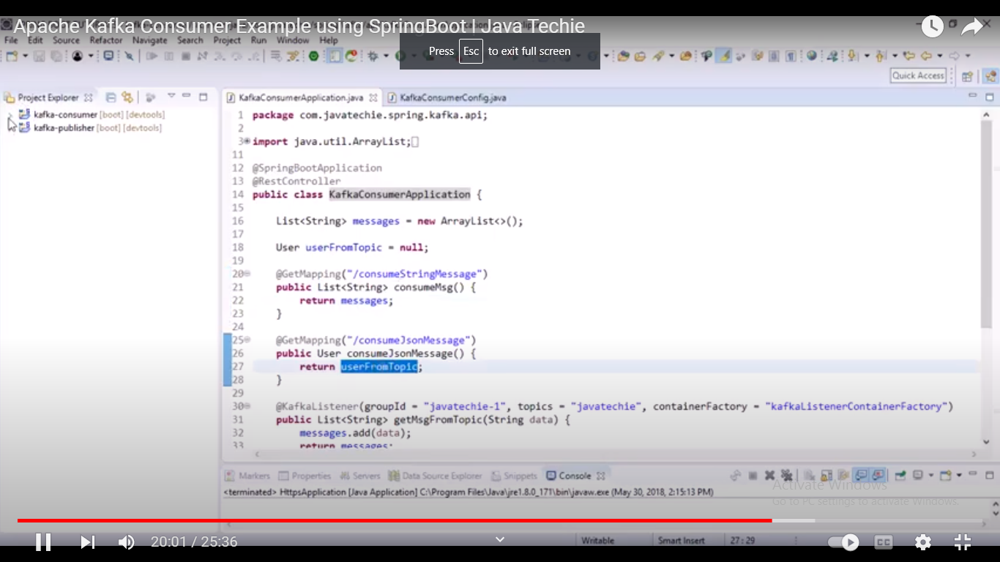 Apache Kafka Consumer Example using SpringBoot | Java Techie
File Edit Source Refactor Navigate Search Project Run Window Help
Press Esc to exit full screen
Quick Access
Project Explorer
kafka-consumer [boot] [devtools]
kafka-publisher [boot] [devtools]
KafkaConsumerApplication.java KafkaConsumerConfig.java
1 package com.javatechie.spring.kafka.api;
2
3 import java.util.ArrayList;
11
12 @SpringBootApplication
13 @RestController
14 public class KafkaConsumerApplication {
15
16 List<String> messages = new ArrayList<>();
17
18 User userFromTopic = null;
19
20 @GetMapping("/consumeStringMessage")
21 public List<String> consumeMsg() {
22 return messages;
23 }
24
25 @GetMapping("/consumeJsonMessage")
26 public User consumeJsonMessage() {
27 return userFromTopic;
28 }
29
30 @KafkaListener(groupId = "javatechie-1", topics = "javatechie", containerFactory = "kafkaListenerContainerFactory")
31 public List<String> getMsgFromTopic(String data) {
32 messages.add(data);
33 return messages;
Markers Properties Servers Data Source Explorer Snippets Console
<terminated> HttpsApplication [Java Application] C:\Program Files\Java\jre1.8.0_171\bin\javaw.exe (May 30, 2018, 2:15:13 PM)
Activate Windows
Go to PC settings to activate Windows.
20:01 / 25:36
CC
Writable Smart Insert 27:29